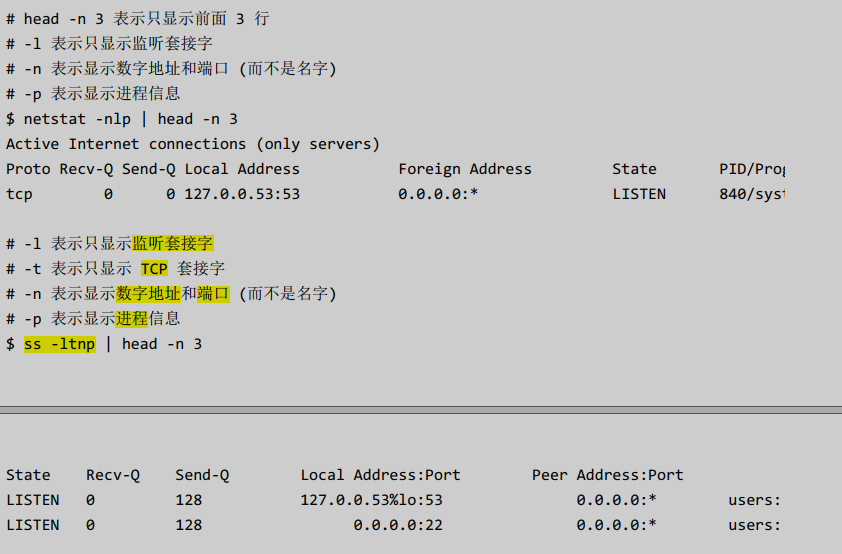 # head -n 3 表示只显示前面 3 行
# -l 表示只显示监听套接字
# -n 表示显示数字地址和端口 (而不是名字)
# -p 表示显示进程信息
$ netstat -nlp | head -n 3
Active Internet connections (only servers)
Proto Recv-Q Send-Q Local Address           Foreign Address         State       PID/Prog
tcp        0      0 127.0.0.53:53           0.0.0.0:*               LISTEN      840/syst
# -l 表示只显示监听套接字
# -t 表示只显示 TCP 套接字
# -n 表示显示数字地址和端口 (而不是名字)
# -p 表示显示进程信息
$ ss -ltnp | head -n 3
State    Recv-Q    Send-Q        Local Address:Port        Peer Address:Port
LISTEN   0         128           127.0.0.53%lo:53               0.0.0.0:*        users:
LISTEN   0         128                 0.0.0.0:22               0.0.0.0:*        users: